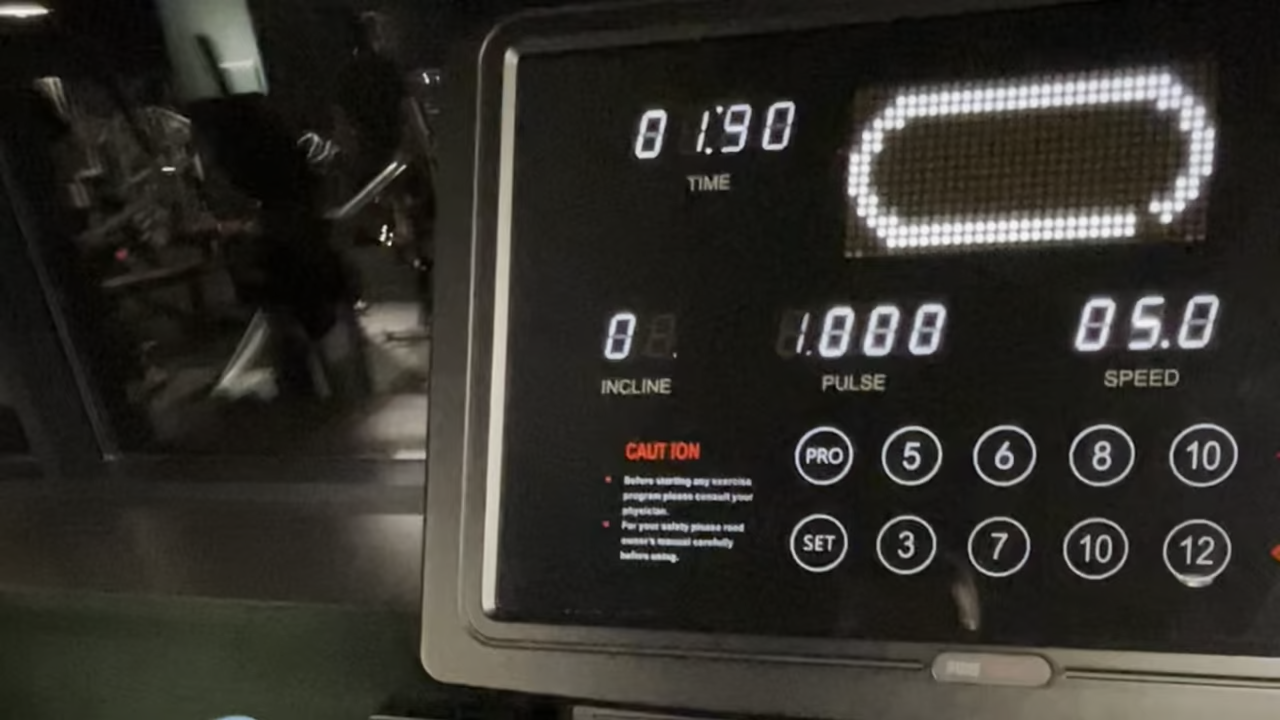 01:90
TIME
0
1.000
05.0
INCLINE
PULSE
SPEED
CAUTION
Before starting any exercise
program please consult your
physician.
For your safety please read
owner's manual carefully
before using.
PRO
5
6
8
10
SET
3
7
10
12